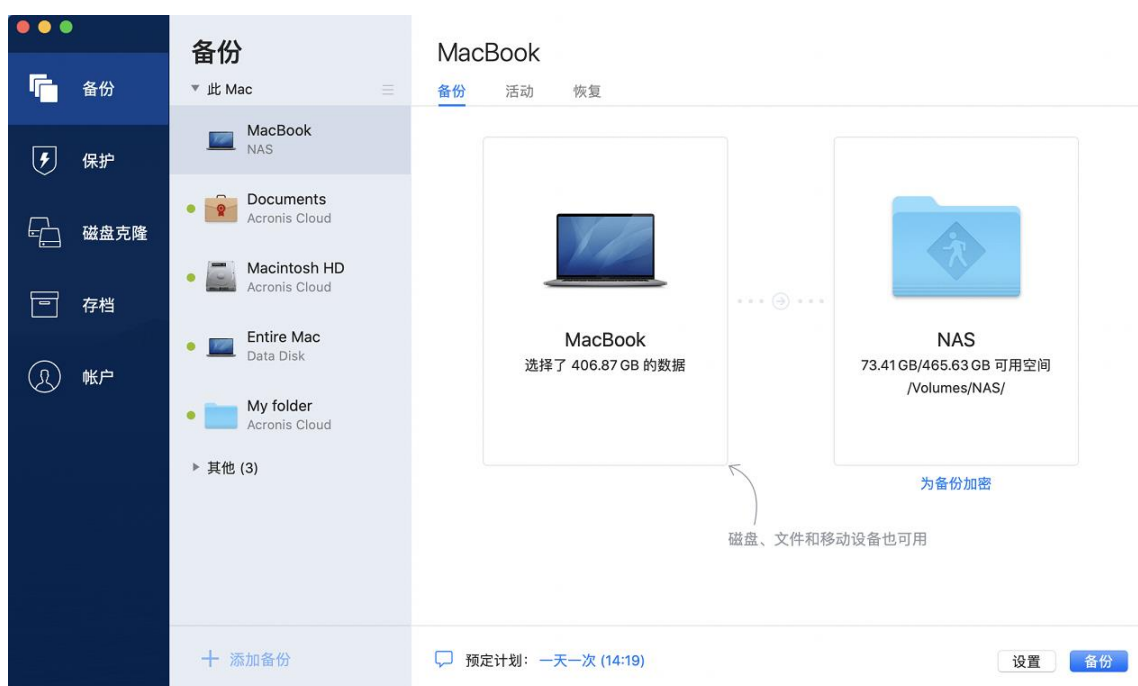 备份
保护
磁盘克隆
存档
帐户
备份
此 Mac
MacBook
NAS
Documents
Acronis Cloud
Macintosh HD
Acronis Cloud
Entire Mac
Data Disk
My folder
Acronis Cloud
其他 (3)
添加备份
MacBook
备份 活动 恢复
MacBook
选择了 406.87 GB 的数据
NAS
73.41 GB/465.63 GB 可用空间
/Volumes/NAS/
为备份加密
磁盘、文件和移动设备也可用
预定计划： 一天一次 (14:19)
设置
备份